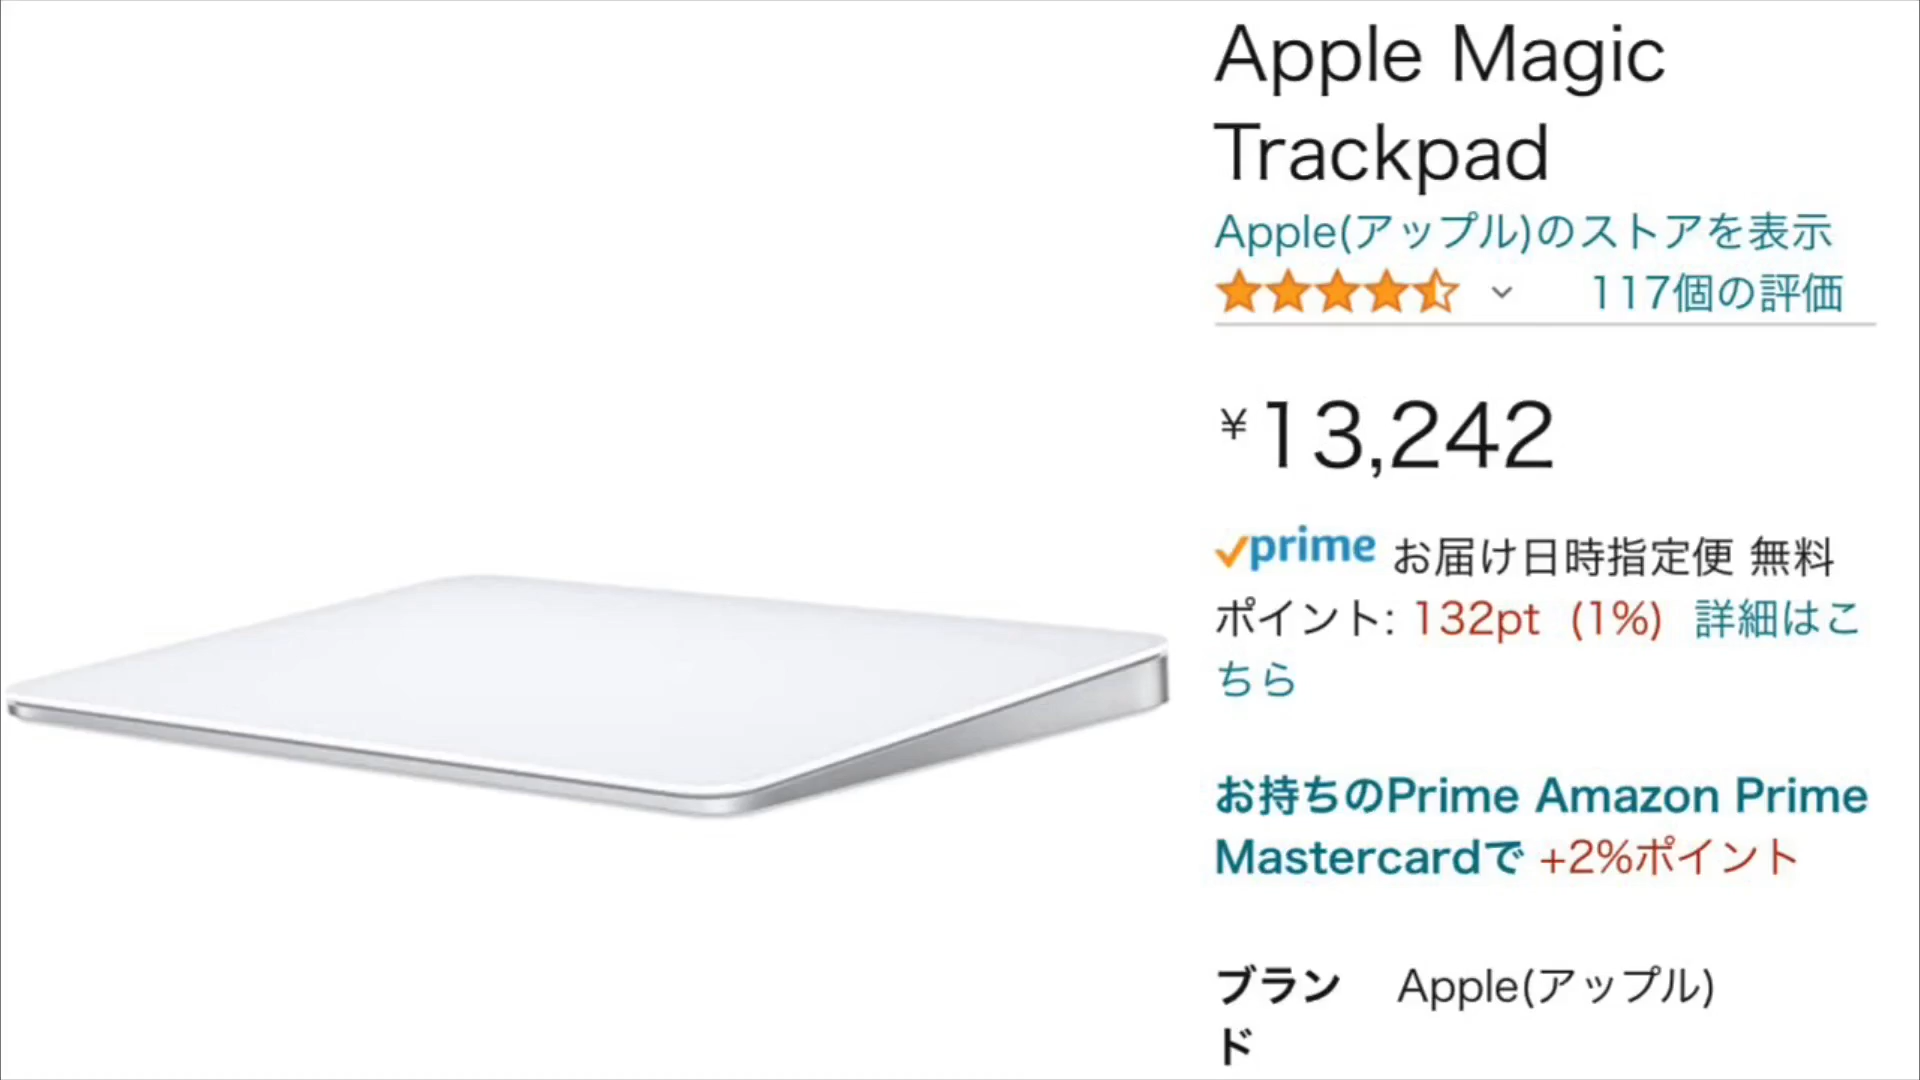 Apple Magic
Trackpad
Apple(アップル)のストアを表示
117個の評価
¥13,242
prime お届け日時指定便 無料
ポイント: 132pt (1%) 詳細はこ
ちら
お持ちのPrime Amazon Prime
Mastercardで +2%ポイント
ブラン Apple(アップル)
ド